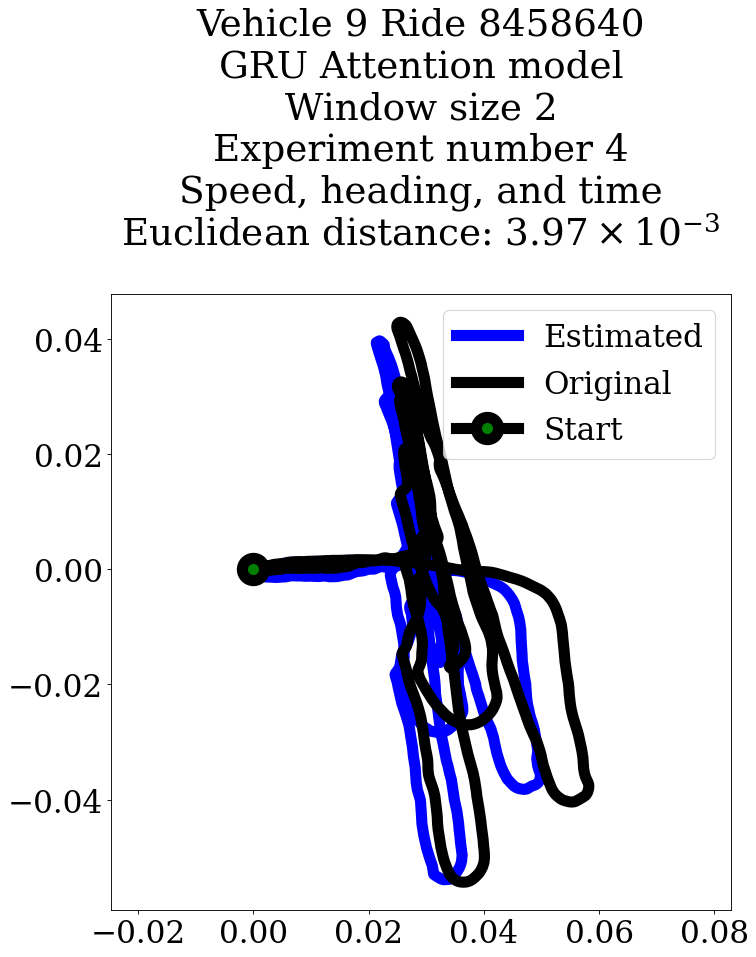 Vehicle 9 Ride 8458640
GRU Attention model
Window size 2
Experiment number 4
Speed, heading, and time
Euclidean distance: 3.97 × 10⁻³
Estimated
Original
Start
0.04
0.02
0.00
−0.02
−0.04
−0.02 0.00 0.02 0.04 0.06 0.08